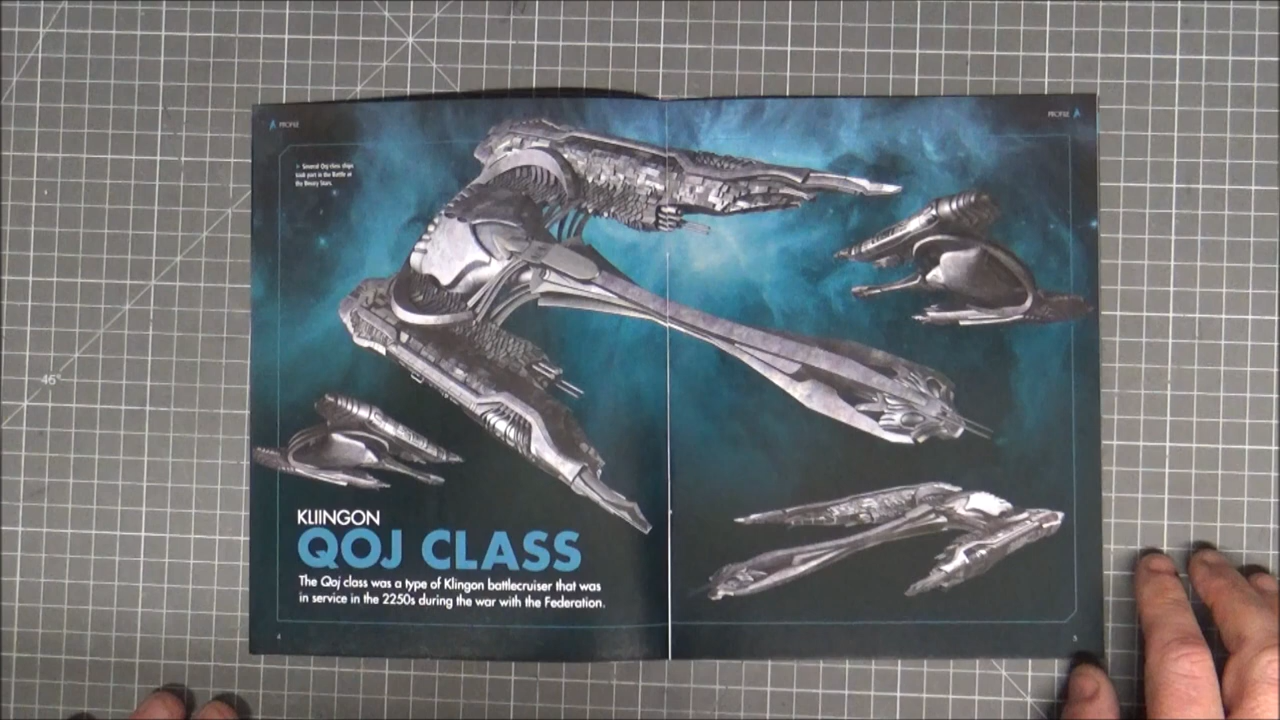 PROFILE
PROFILE
Several Qoj class ships
took part in the Battle of
the Binary Stars.
45°
KLIINGON
QOJ CLASS
The Qoj class was a type of Klingon battlecruiser that was
in service in the 2250s during the war with the Federation.
4
5